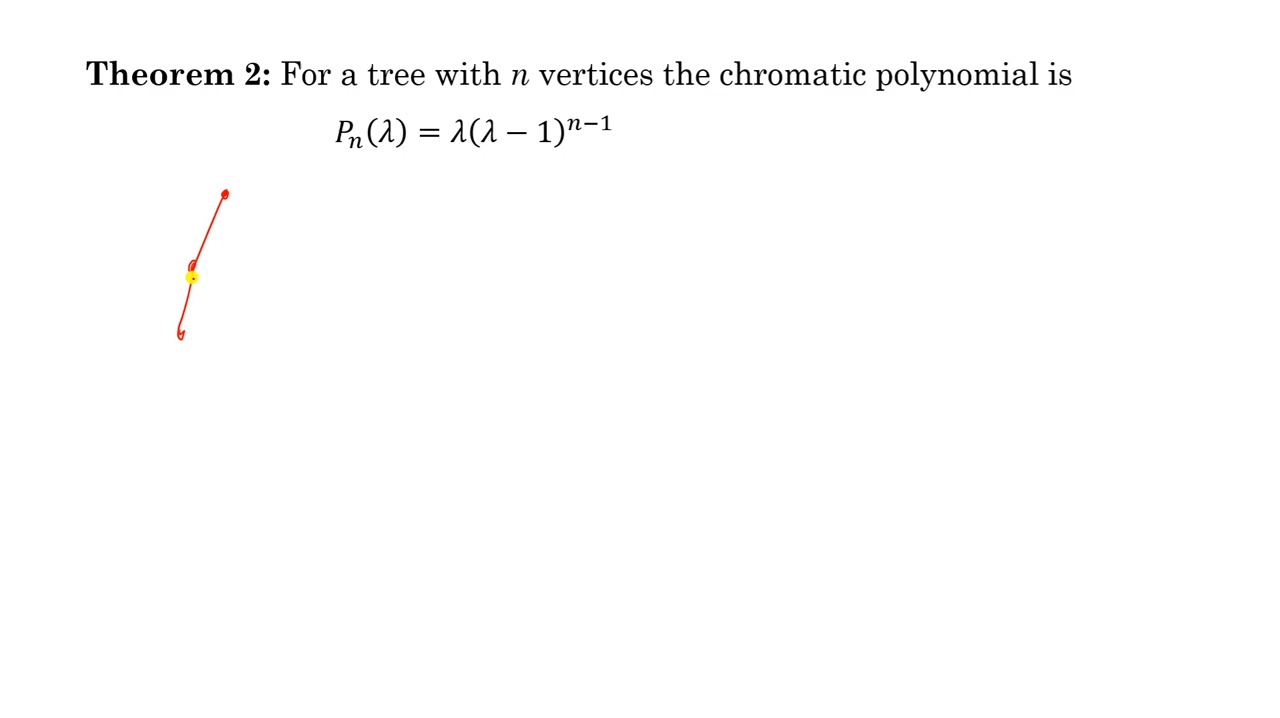 Theorem 2: For a tree with n vertices the chromatic polynomial is
Pₙ(λ) = λ(λ − 1)ⁿ⁻¹